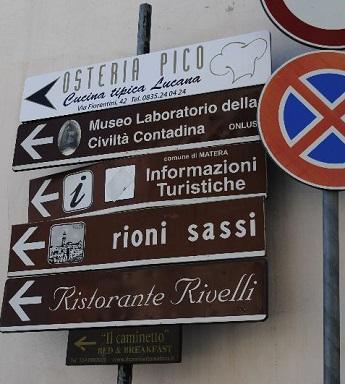 OSTERIA PICO
Cucina tipica Lucana
Via Fiorentini, 42 Tel. 0835.24 04 24
Museo Laboratorio della
Civiltà Contadina ONLUS
comune di MATERA
i Informazioni
Turistiche
rioni sassi
Ristorante Rivelli
"Il caminetto"
BED & BREAKFAST